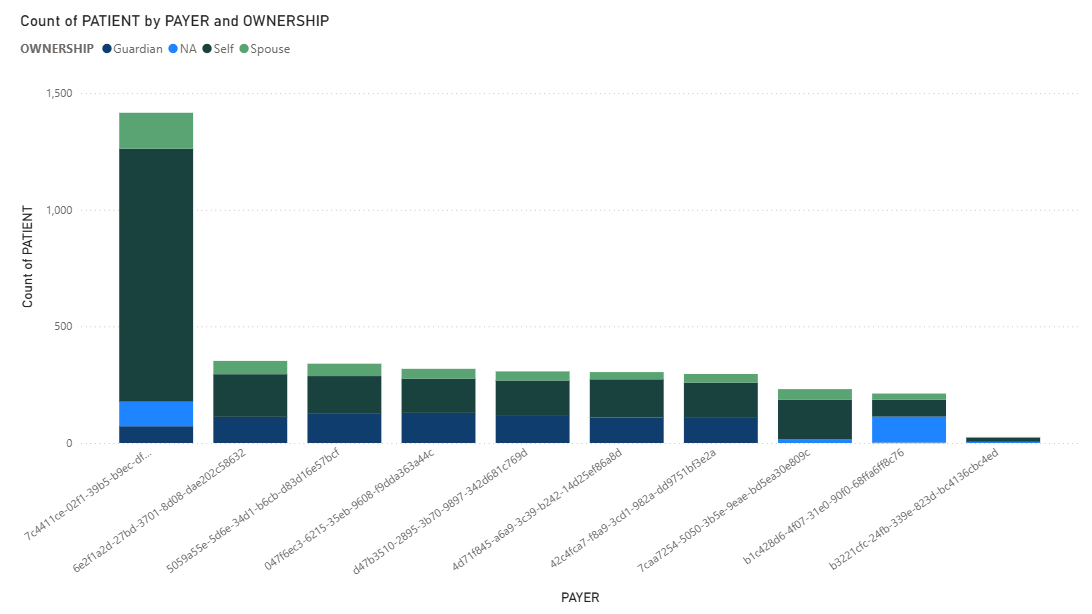 Count of PATIENT by PAYER and OWNERSHIP
OWNERSHIP Guardian NA Self Spouse
1,500
1,000
500
0
Count of PATIENT
7c4411ce-02f1-39b5-b9ec-df...
6e2f1a2d-27bd-3701-8d08-dae202c58632
5059a55e-5d6e-34d1-b6cb-d83d16e57bcf
047f6ec3-6215-35eb-9608-f9dda363a44c
d47b3510-2895-3b70-9897-342d681c769d
4d71f845-a6a9-3c39-b242-14d25ef86a8d
42c4fca7-f8a9-3cd1-982a-dd9751bf3e2a
7caa7254-5050-3b5e-9eae-bd5ea30e809c
b1c428d6-4f07-31e0-90f0-68ffa6ff8c76
b3221cfc-24fb-339e-823d-bc4136cbc4ed
PAYER